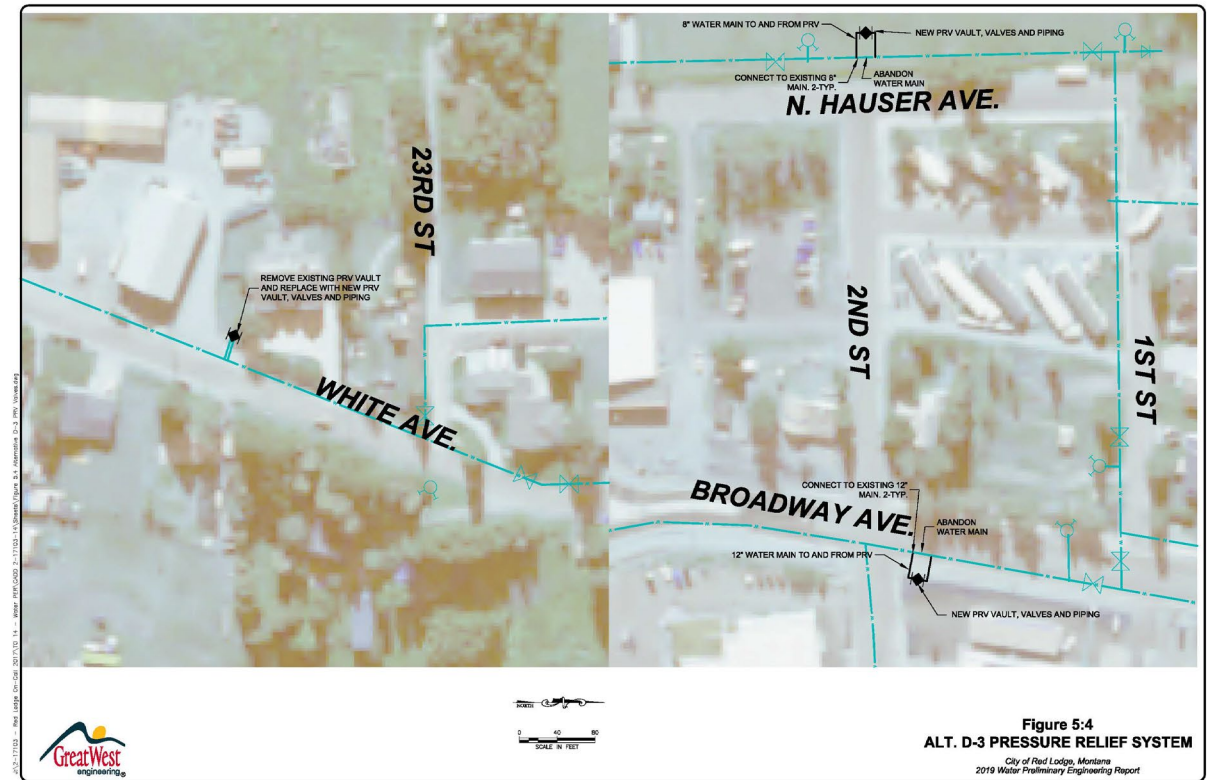 8" WATER MAIN TO AND FROM PRV
NEW PRV VAULT, VALVES AND PIPING
CONNECT TO EXISTING 8"
MAIN. 2-TYP.
ABANDON
WATER MAIN
N. HAUSER AVE.
23RD ST
REMOVE EXISTING PRV VAULT
AND REPLACE WITH NEW PRV
VAULT, VALVES AND PIPING
WHITE AVE.
2ND ST
1ST ST
CONNECT TO EXISTING 12"
MAIN. 2-TYP.
BROADWAY AVE.
ABANDON
WATER MAIN
12" WATER MAIN TO AND FROM PRV
NEW PRV VAULT, VALVES AND PIPING
NORTH
0 40 80
SCALE IN FEET
GreatWest
engineering®
Figure 5:4
ALT. D-3 PRESSURE RELIEF SYSTEM
City of Red Lodge, Montana
2019 Water Preliminary Engineering Report